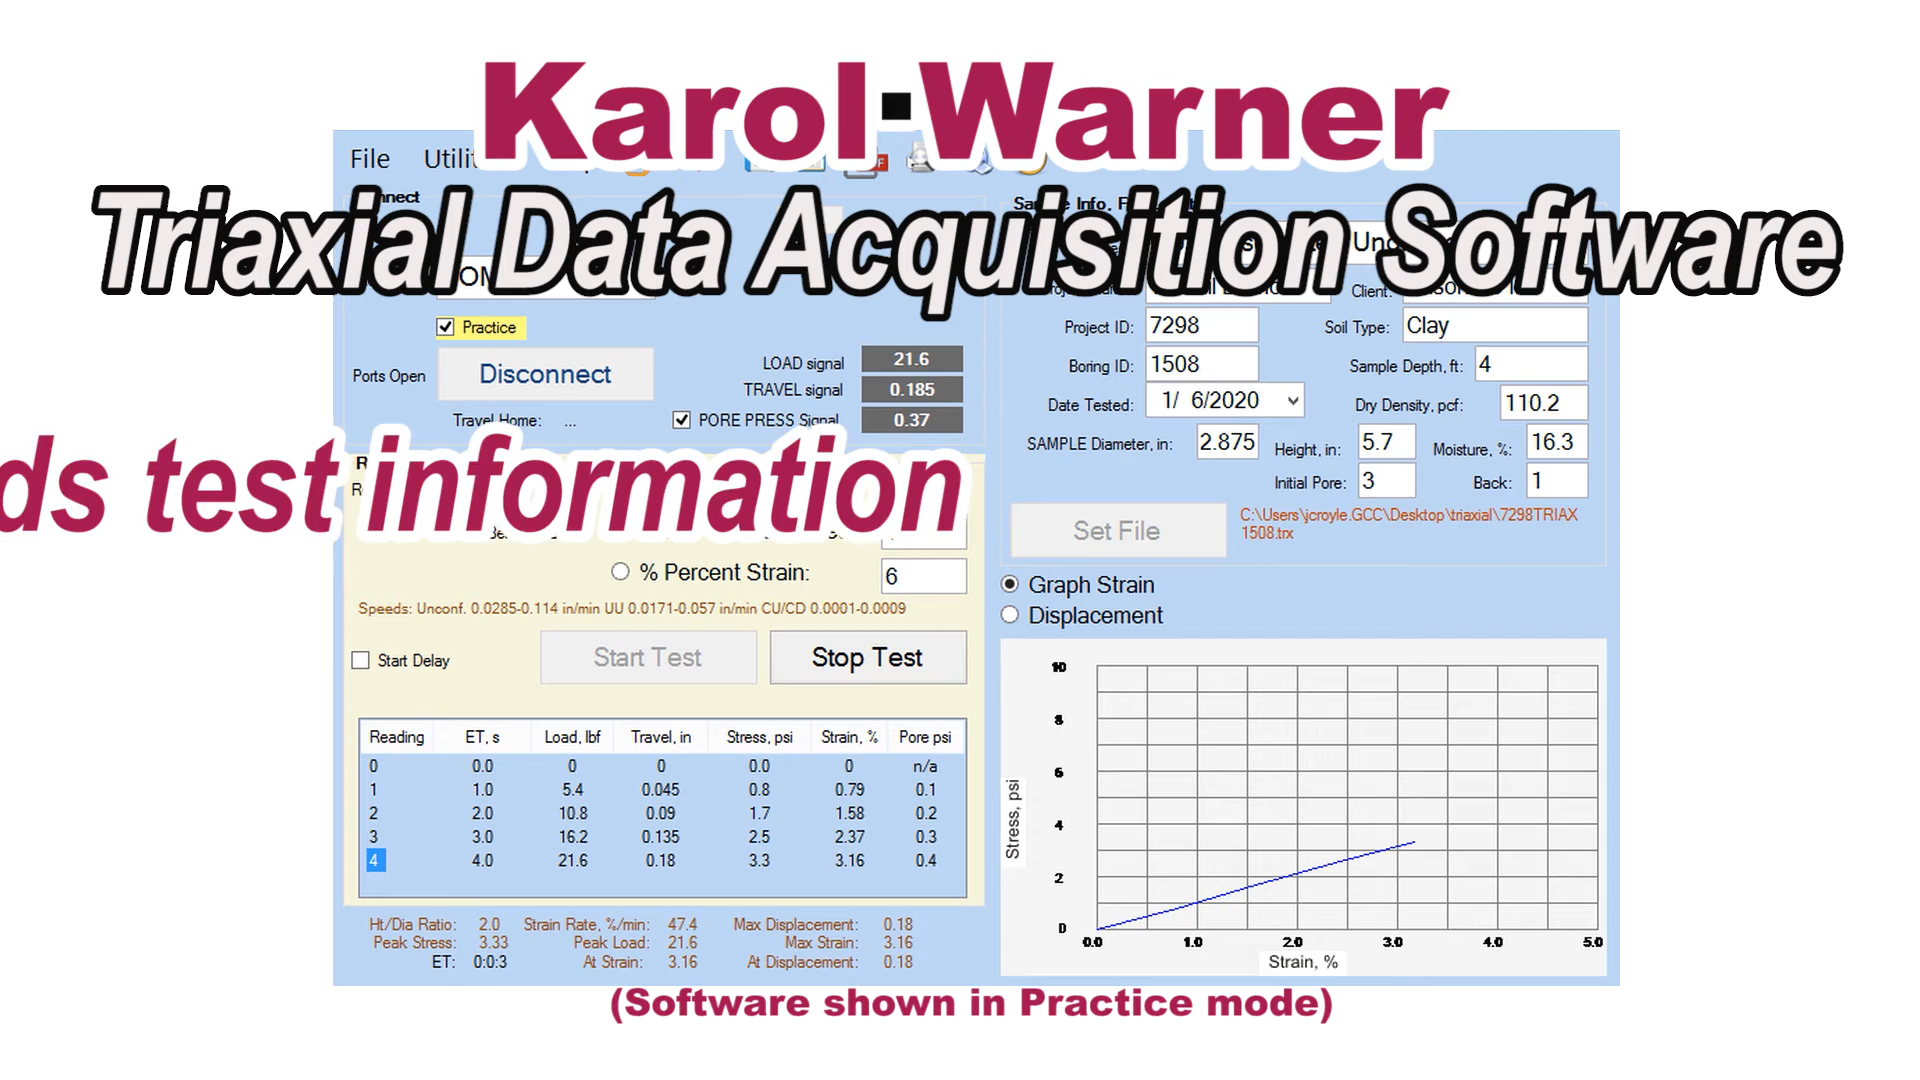 Karol▪Warner
File
Triaxial Data Acquisition Software
Practice
Ports Open
Disconnect
LOAD signal 21.6
TRAVEL signal 0.185
Travel Home: ...
PORE PRESS Signal 0.37
Client:
Project ID: 7298
Soil Type: Clay
Boring ID: 1508
Sample Depth, ft: 4
Date Tested: 1/ 6/2020
Dry Density, pcf: 110.2
SAMPLE Diameter, in: 2.875
Height, in: 5.7
Moisture, %: 16.3
Initial Pore: 3
Back: 1
Set File
C:\Users\jcroyle.GCC\Desktop\triaxial\7298TRIAX
1508.trx
ds test information
% Percent Strain: 6
Speeds: Unconf. 0.0285-0.114 in/min UU 0.0171-0.057 in/min CU/CD 0.0001-0.0009
Start Delay
Start Test
Stop Test
Graph Strain
Displacement
Reading ET, s Load, lbf Travel, in Stress, psi Strain, % Pore psi
0 0.0 0 0 0.0 0 n/a
1 1.0 5.4 0.045 0.8 0.79 0.1
2 2.0 10.8 0.09 1.7 1.58 0.2
3 3.0 16.2 0.135 2.5 2.37 0.3
4 4.0 21.6 0.18 3.3 3.16 0.4
Ht/Dia Ratio: 2.0 Strain Rate, %/min: 47.4 Max Displacement: 0.18
Peak Stress: 3.33 Peak Load: 21.6 Max Strain: 3.16
ET: 0:0:3 At Strain: 3.16 At Displacement: 0.18
10
8
6
4
2
0
Stress, psi
0.0 1.0 2.0 3.0 4.0 5.0
Strain, %
(Software shown in Practice mode)